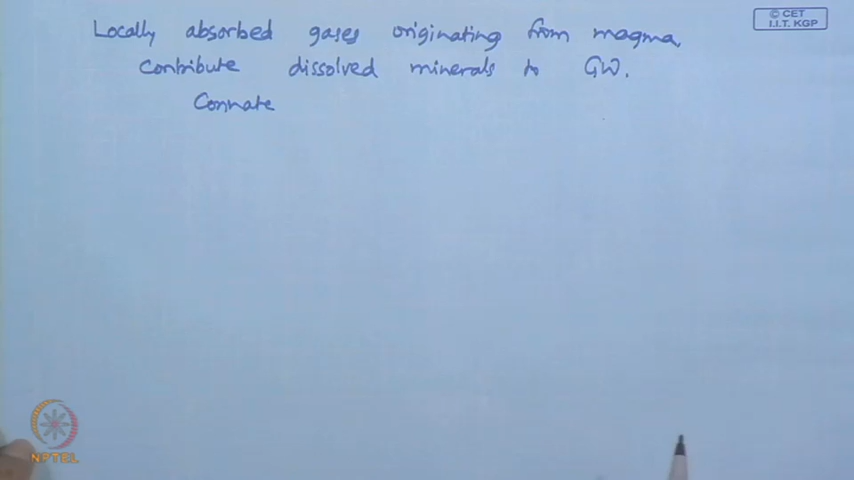 © CET
I.I.T. KGP
Locally absorbed gases originating from magma,
contribute dissolved minerals to GW.
Connate
NPTEL